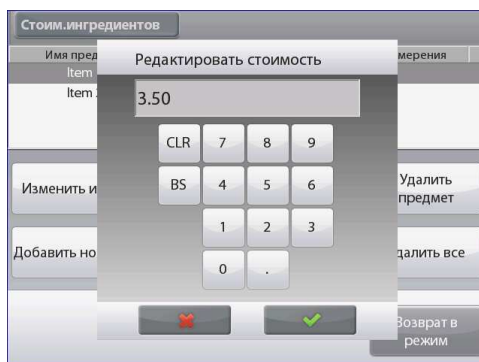 Стоим.ингредиентов
Имя пред
мерения
Редактировать стоимость
Item
Item
3.50
CLR 7 8 9
BS 4 5 6
1 2 3
0 .
Изменить и
Удалить
предмет
Добавить но
далить все
Возврат в
режим